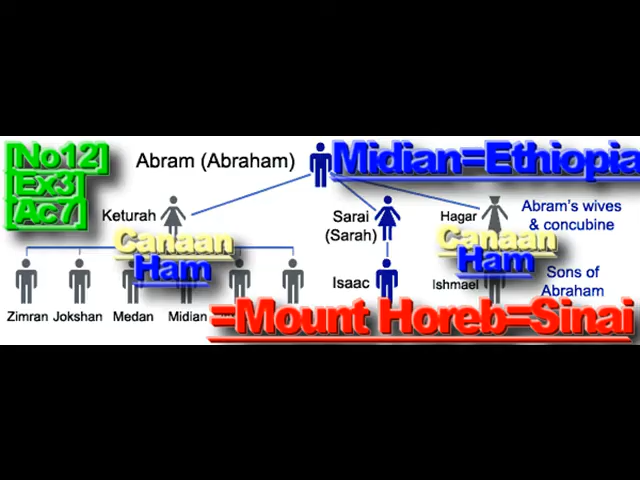 [No12]
[Ex3]
[Ac7]
Abram (Abraham)
Midian=Ethiopia
Keturah
Sarai
(Sarah)
Hagar
Abram's wives
& concubine
Canaan
Ham
Canaan
Ham
Isaac
Ishmael
Sons of
Abraham
Zimran Jokshan Medan Midian
=Mount Horeb=Sinai